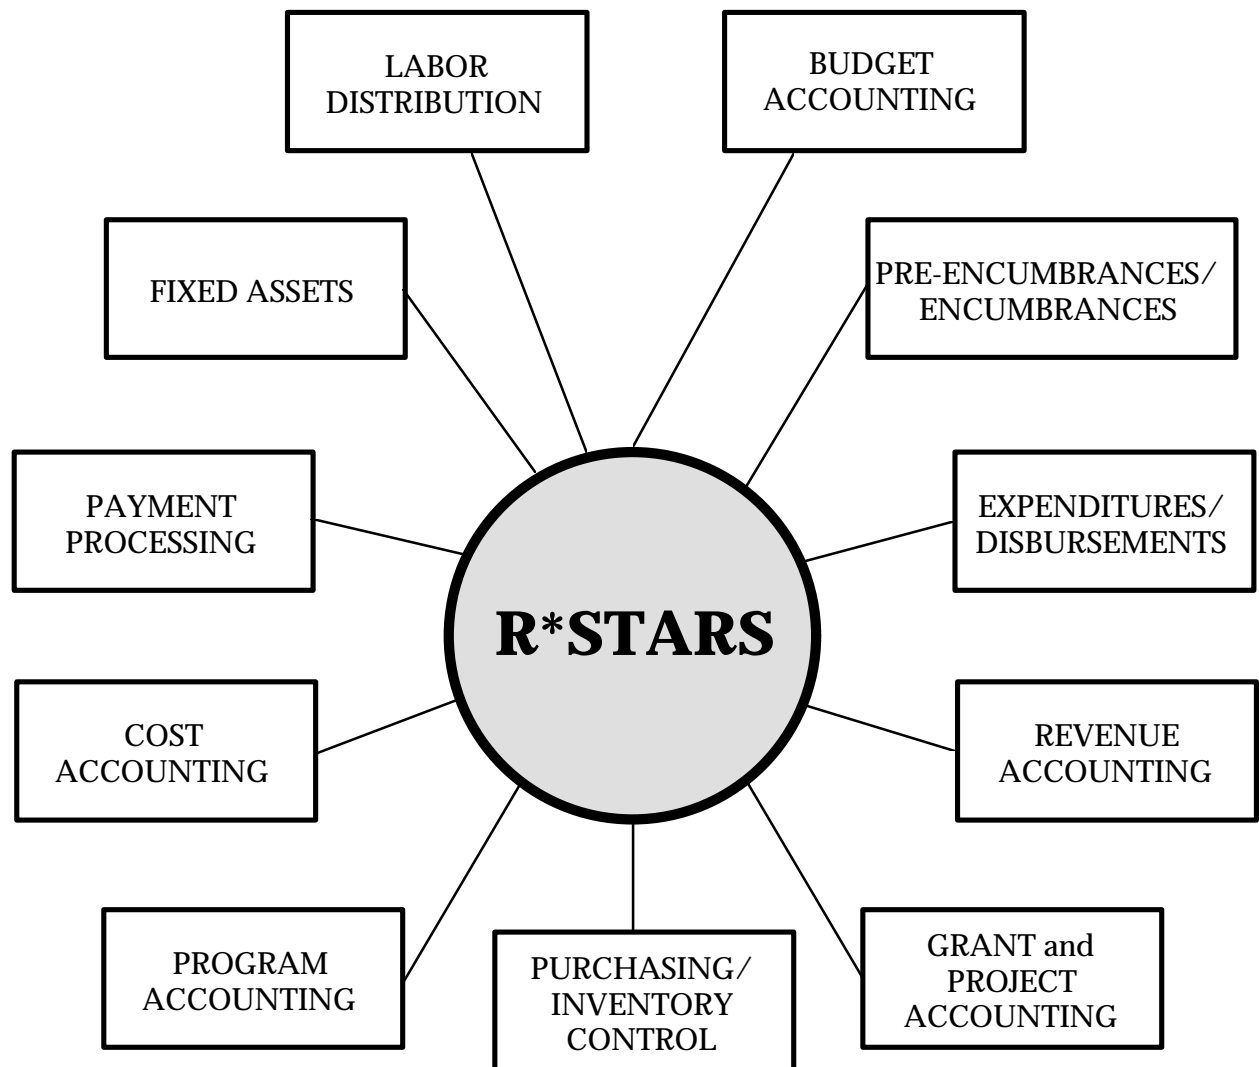 LABOR
DISTRIBUTION
BUDGET
ACCOUNTING
FIXED ASSETS
PRE-ENCUMBRANCES/
ENCUMBRANCES
PAYMENT
PROCESSING
EXPENDITURES/
DISBURSEMENTS
R*STARS
COST
ACCOUNTING
REVENUE
ACCOUNTING
PROGRAM
ACCOUNTING
PURCHASING/
INVENTORY
CONTROL
GRANT and
PROJECT
ACCOUNTING